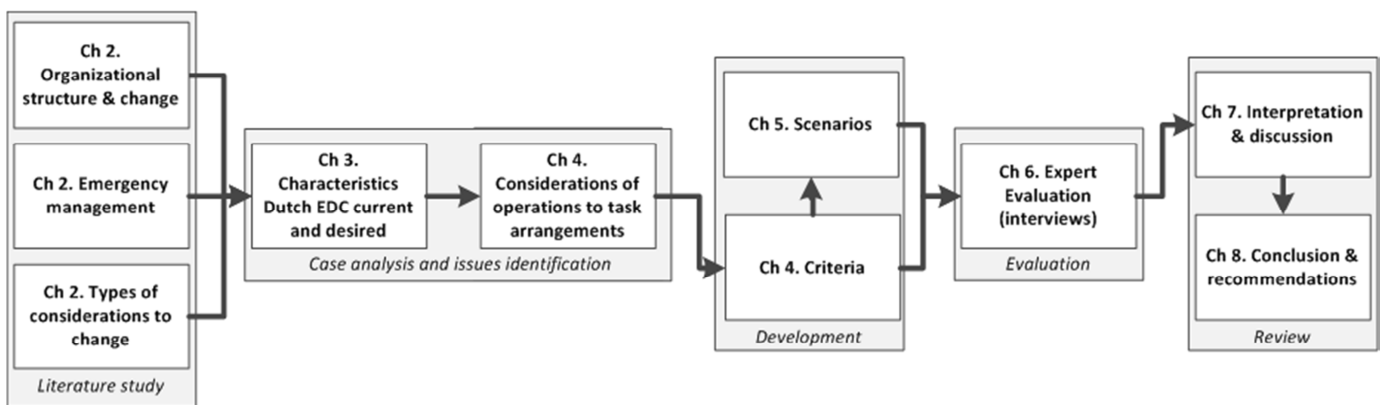 Ch 2.
Organizational
structure & change
Ch 2. Emergency
management
Ch 2. Types of
considerations to
change
Literature study
Ch 3.
Characteristics
Dutch EDC current
and desired
Ch 4.
Considerations of
operations to task
arrangements
Case analysis and issues identification
Ch 5. Scenarios
Ch 4. Criteria
Development
Ch 6. Expert
Evaluation
(interviews)
Evaluation
Ch 7. Interpretation
& discussion
Ch 8. Conclusion &
recommendations
Review